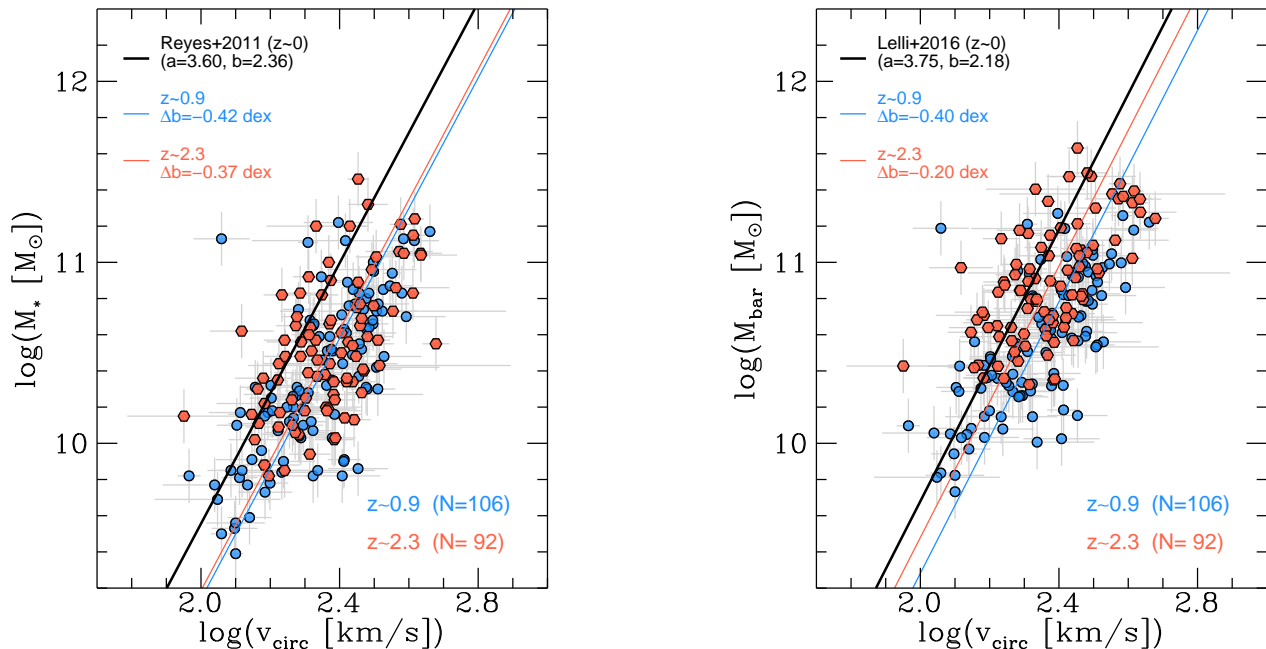 Reyes+2011 (z~0)
(a=3.60, b=2.36)
z~0.9
Δb=−0.42 dex
z~2.3
Δb=−0.37 dex
12
11
10
log(M* [M⊙])
z~0.9 (N=106)
z~2.3 (N= 92)
2.0 2.4 2.8
log(vcirc [km/s])
Lelli+2016 (z~0)
(a=3.75, b=2.18)
z~0.9
Δb=−0.40 dex
z~2.3
Δb=−0.20 dex
12
11
10
log(Mbar [M⊙])
z~0.9 (N=106)
z~2.3 (N= 92)
2.0 2.4 2.8
log(vcirc [km/s])